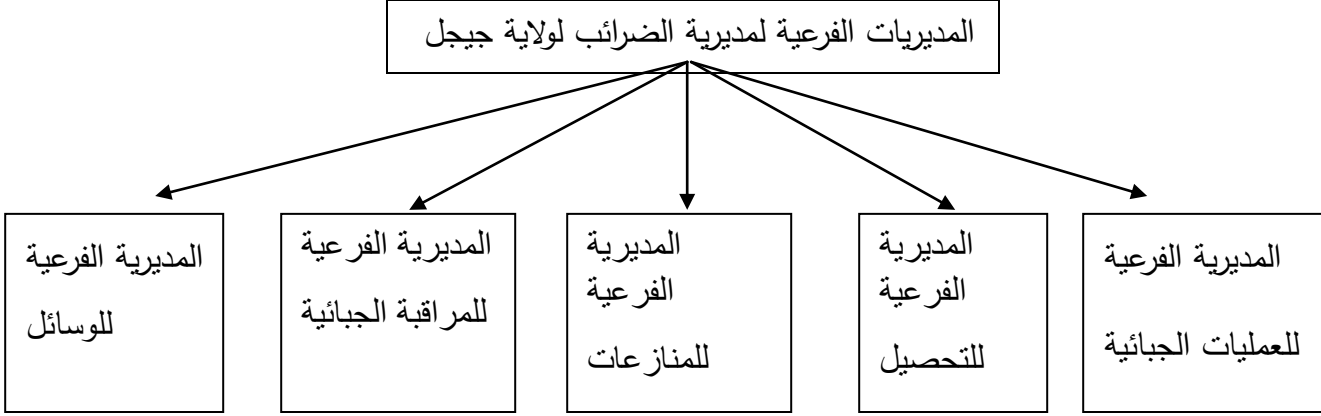 المديريات الفرعية لمديرية الضرائب لولاية جيجل
المديرية الفرعية
للعمليات الجبائية
المديرية
الفرعية
للتحصيل
المديرية
الفرعية
للمنازعات
المديرية الفرعية
للمراقبة الجبائية
المديرية الفرعية
للوسائل